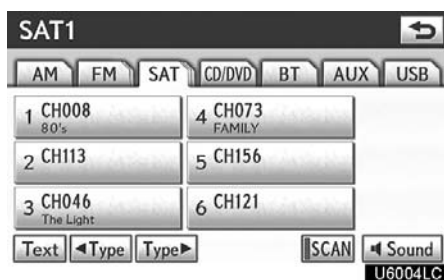 SAT1
AM FM SAT CD/DVD BT AUX USB
1 CH008
80's
4 CH073
FAMILY
2 CH113
5 CH156
3 CH046
The Light
6 CH121
Text ◄Type Type► SCAN Sound
U6004LC